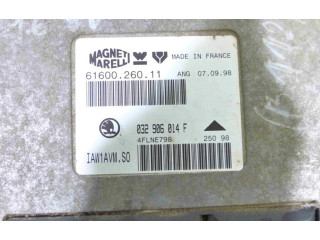 MAGNETI
MARELLI
MADE IN FRANCE
61600.260.11
ANG 07.09.98
032 906 014 F
4FLNE798
250 98
IAW1AVM.SO